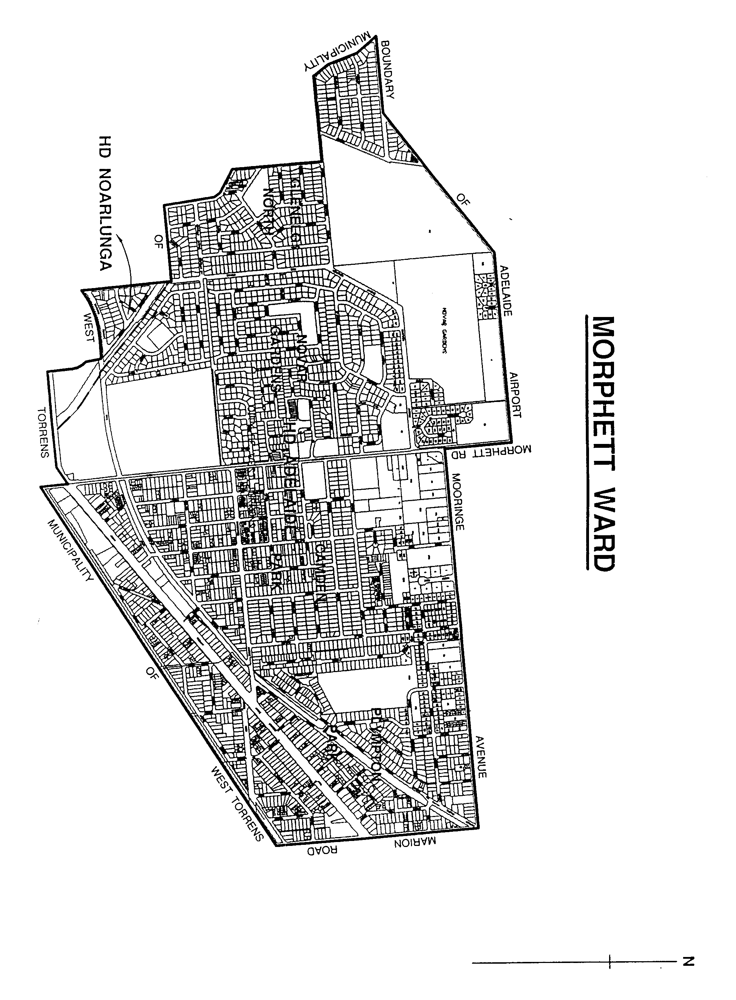 MORPHETT WARD
N
BOUNDARY
OF
ADELAIDE
AIRPORT
MORPHETT RD
MOORINGE
AVENUE
MARION
ROAD
MUNICIPALITY
OF
WEST
TORRENS
MUNICIPALITY
OF
WEST TORRENS
HD NOARLUNGA
GLENELG
NORTH
NOVAR
GARDENS
NOVAR GARDENS
HD ADELAIDE
CAMDEN
PARK
PLYMPTON
PARK